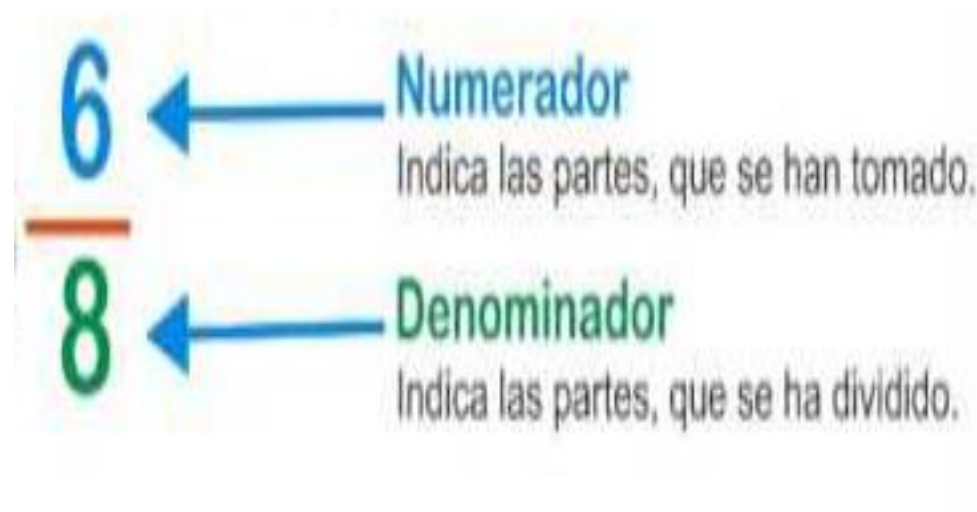 6
Numerador
Indica las partes, que se han tomado.
8
Denominador
Indica las partes, que se ha dividido.